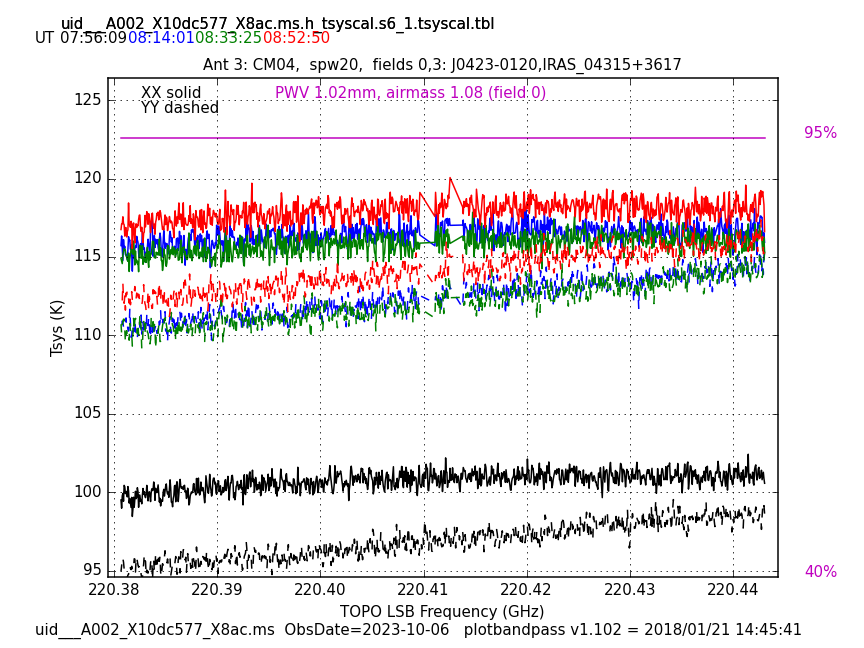 uid___A002_X10dc577_X8ac.ms.h_tsyscal.s6_1.tsyscal.tbl
UT 07:56:09 08:14:01 08:33:25 08:52:50
Ant 3: CM04,  spw20,  fields 0,3: J0423-0120,IRAS_04315+3617
XX solid
PWV 1.02mm, airmass 1.08 (field 0)
YY dashed
125
95%
120
115
110
105
100
95
40%
Tsys (K)
220.38 220.39 220.40 220.41 220.42 220.43 220.44
TOPO LSB Frequency (GHz)
uid___A002_X10dc577_X8ac.ms  ObsDate=2023-10-06   plotbandpass v1.102 = 2018/01/21 14:45:41